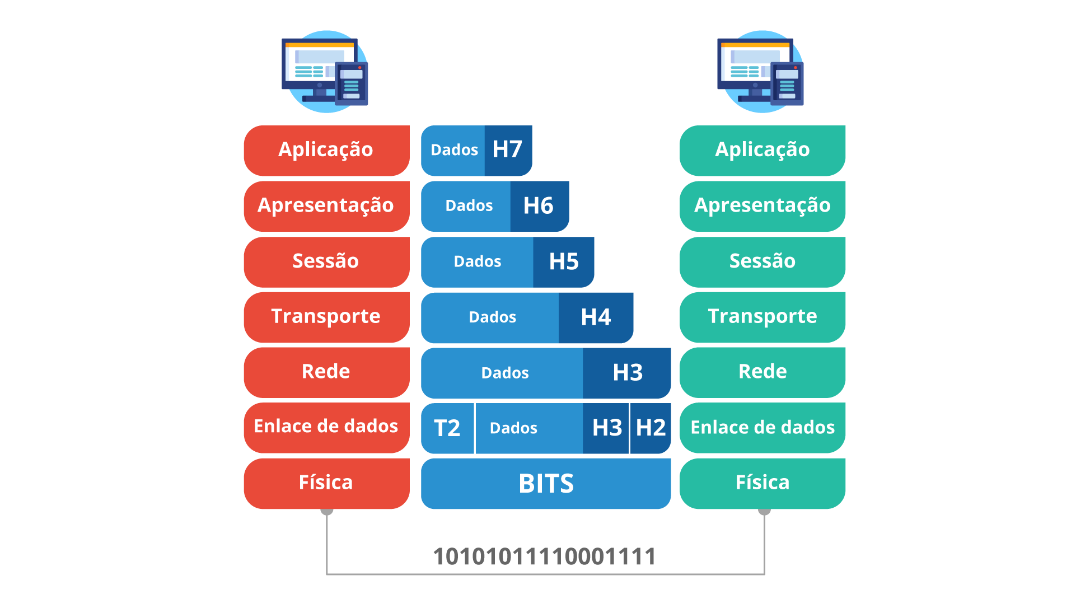 Aplicação Dados H7 Aplicação
Apresentação Dados H6 Apresentação
Sessão Dados H5 Sessão
Transporte Dados H4 Transporte
Rede Dados H3 Rede
Enlace de dados T2 Dados H3 H2 Enlace de dados
Física BITS Física
10101011110001111